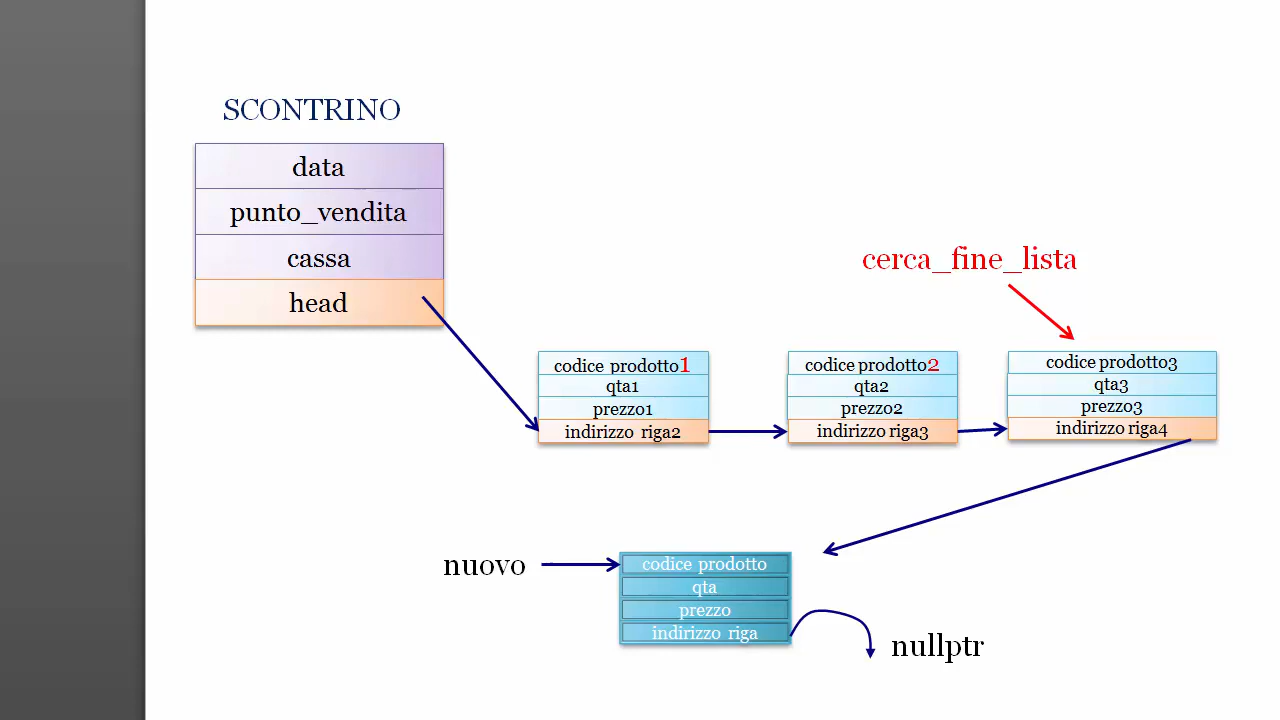 SCONTRINO
data
punto_vendita
cassa
head
cerca_fine_lista
codice prodotto1
qta1
prezzo1
indirizzo riga2
codice prodotto2
qta2
prezzo2
indirizzo riga3
codice prodotto3
qta3
prezzo3
indirizzo riga4
nuovo
codice prodotto
qta
prezzo
indirizzo riga
nullptr